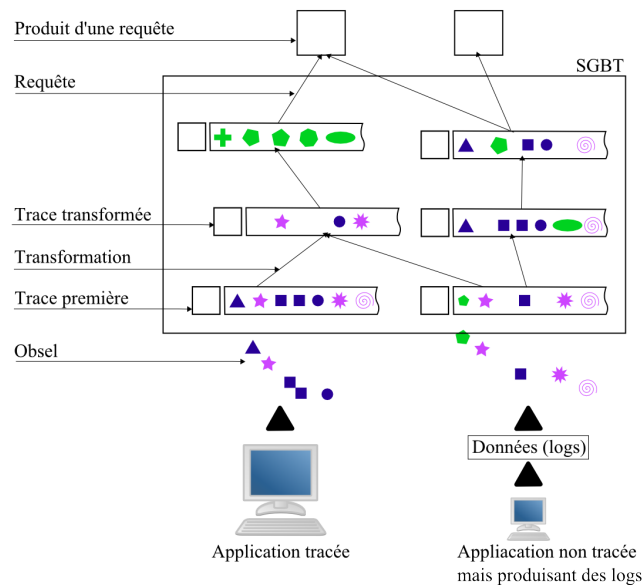 Produit d'une requête
SGBT
Requête
Trace transformée
Transformation
Trace première
Obsel
Données (logs)
Application tracée
Appliacation non tracée
mais produisant des logs